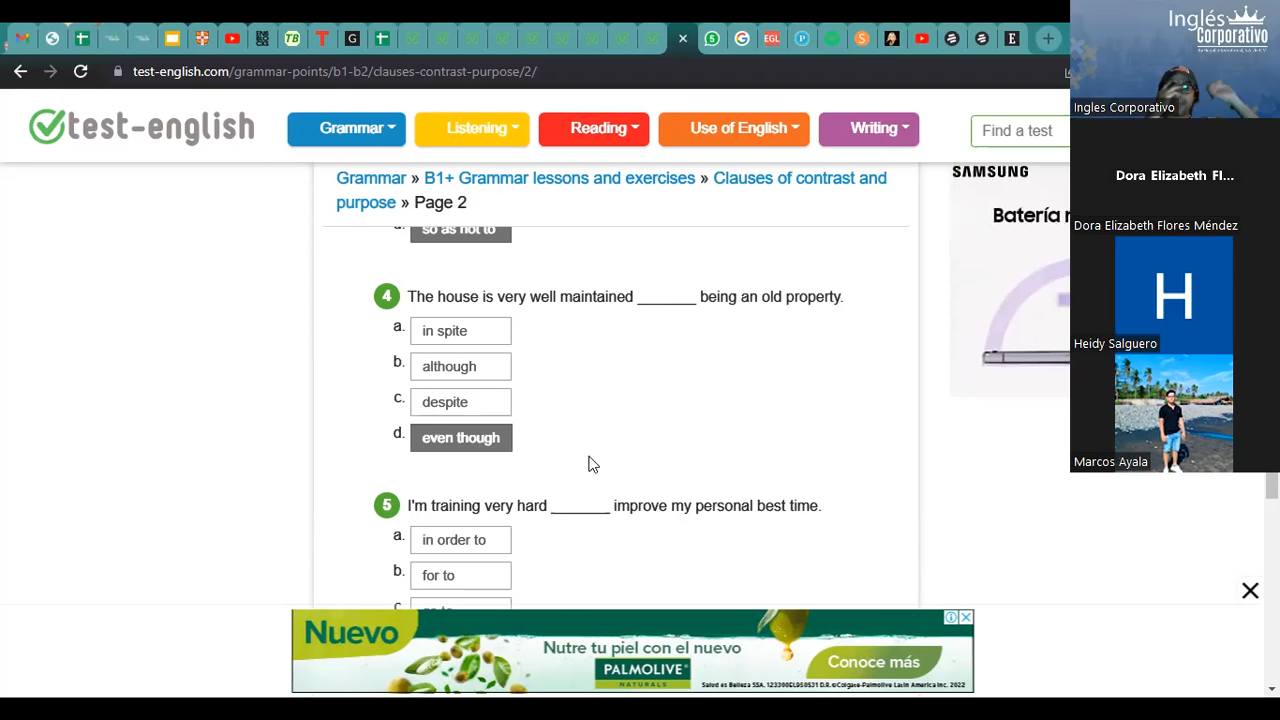 test-english.com/grammar-points/b1-b2/clauses-contrast-purpose/2/
test-english
Grammar
Listening
Reading
Use of English
Writing
Find a test
Grammar » B1+ Grammar lessons and exercises » Clauses of contrast and
purpose » Page 2
so as not to
4 The house is very well maintained _______ being an old property.
a. in spite
b. although
c. despite
d. even though
5 I'm training very hard _______ improve my personal best time.
a. in order to
b. for to
c.
SAMSUNG
Batería
Nuevo
Nutre tu piel con el nuevo
PALMOLIVE
NATURALS
Conoce más
Inglés
Corporativo
Ingles Corporativo
Dora Elizabeth Fl...
Dora Elizabeth Flores Méndez
H
Heidy Salguero
Marcos Ayala